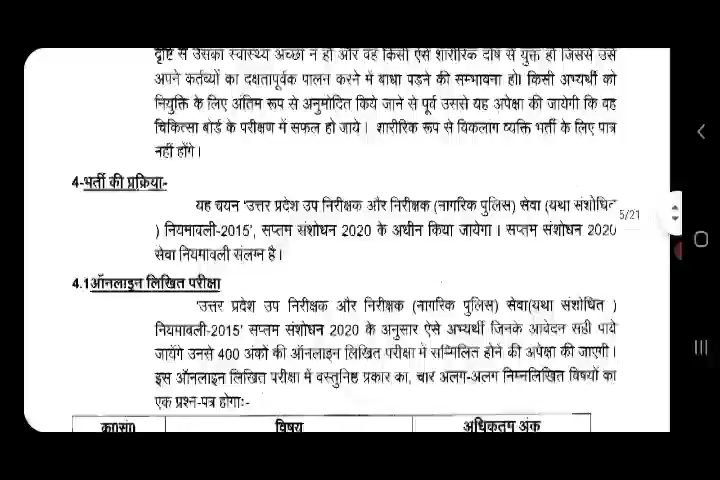 दृष्टि से उसका स्वास्थ्य अच्छा न हो और वह किसी ऐसे शारीरिक दोष से युक्त हो जिससे उसे
अपने कर्तव्यों का दक्षतापूर्वक पालन करने में बाधा पड़ने की सम्भावना हो। किसी अभ्यर्थी को
नियुक्ति के लिए अंतिम रूप से अनुमोदित किये जाने से पूर्व उससे यह अपेक्षा की जायेगी कि वह
चिकित्सा बोर्ड के परीक्षण में सफल हो जाये। शारीरिक रूप से विकलांग व्यक्ति भर्ती के लिए पात्र
नहीं होंगे।
4-भर्ती की प्रक्रिया-
यह चयन 'उत्तर प्रदेश उप निरीक्षक और निरीक्षक (नागरिक पुलिस) सेवा (यथा संशोधित
) नियमावली-2015', सप्तम संशोधन 2020 के अधीन किया जायेगा। सप्तम संशोधन 2020
सेवा नियमावली संलग्न है।
5/21
4.1ऑनलाइन लिखित परीक्षा
'उत्तर प्रदेश उप निरीक्षक और निरीक्षक (नागरिक पुलिस) सेवा(यथा संशोधित )
नियमावली-2015' सप्तम संशोधन 2020 के अनुसार ऐसे अभ्यर्थी जिनके आवेदन सही पाये
जायेंगे उनसे 400 अंकों की ऑनलाइन लिखित परीक्षा मे सम्मिलित होने की अपेक्षा की जाएगी।
इस ऑनलाइन लिखित परीक्षा में वस्तुनिष्ठ प्रकार का, चार अलग-अलग निम्नलिखित विषयों का
एक प्रश्न-पत्र होगाः-
क्र0सं0) विषय अधिकतम अंक